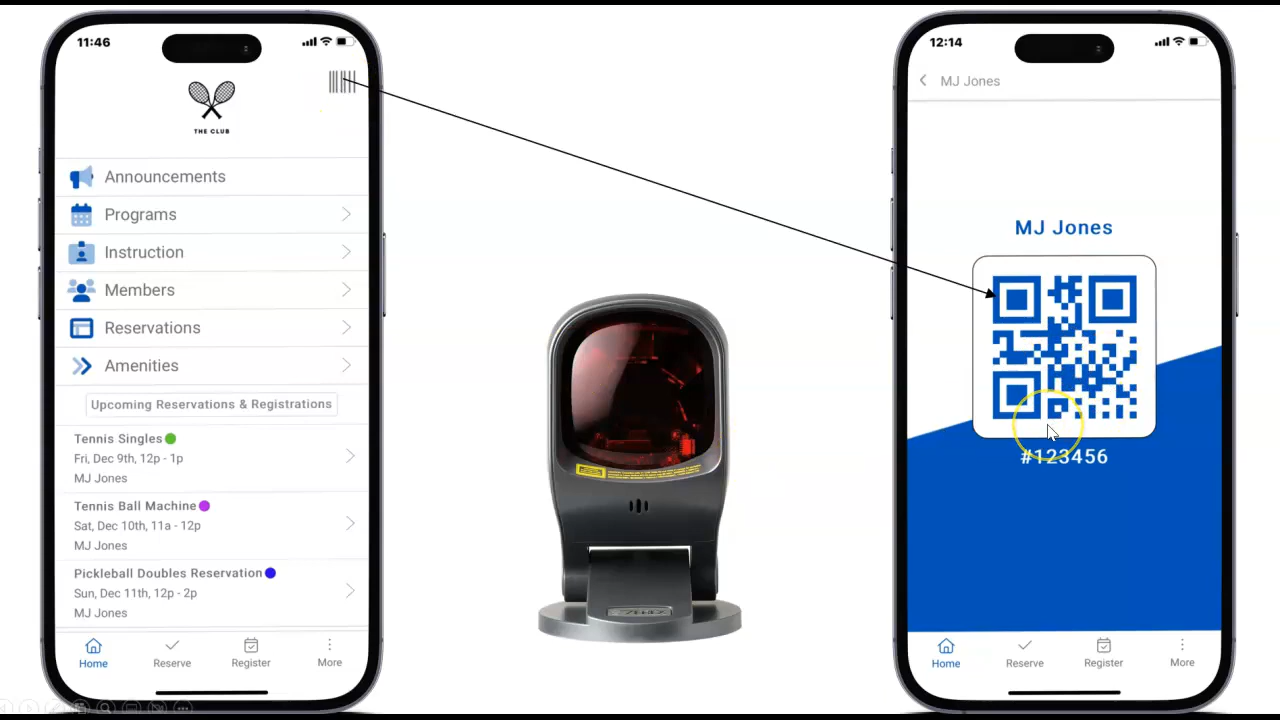 11:46
THE CLUB
Announcements
Programs
Instruction
Members
Reservations
Amenities
Upcoming Reservations & Registrations
Tennis Singles
Fri, Dec 9th, 12p - 1p
MJ Jones
Tennis Ball Machine
Sat, Dec 10th, 11a - 12p
MJ Jones
Pickleball Doubles Reservation
Sun, Dec 11th, 12p - 2p
MJ Jones
Home
Reserve
Register
More
12:14
MJ Jones
MJ Jones
#123456
Home
Reserve
Register
More